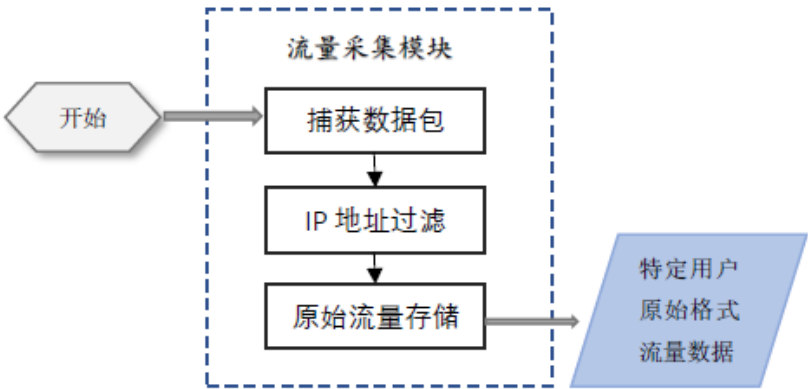 流量采集模块
开始
捕获数据包
IP 地址过滤
原始流量存储
特定用户
原始格式
流量数据